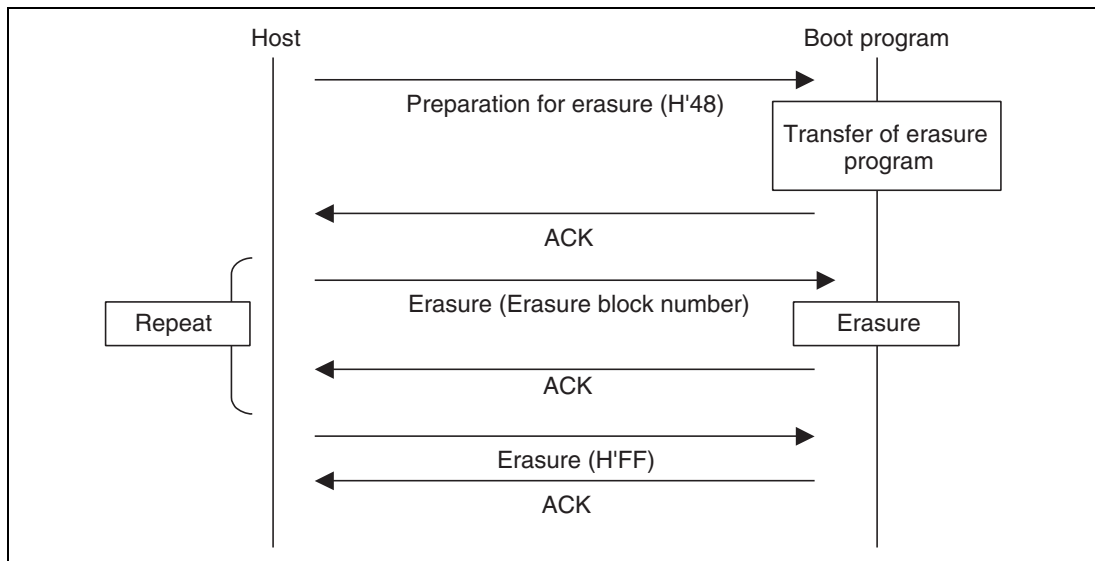 Host
Boot program
Preparation for erasure (H'48)
Transfer of erasure
program
ACK
Erasure (Erasure block number)
Repeat
Erasure
ACK
Erasure (H'FF)
ACK